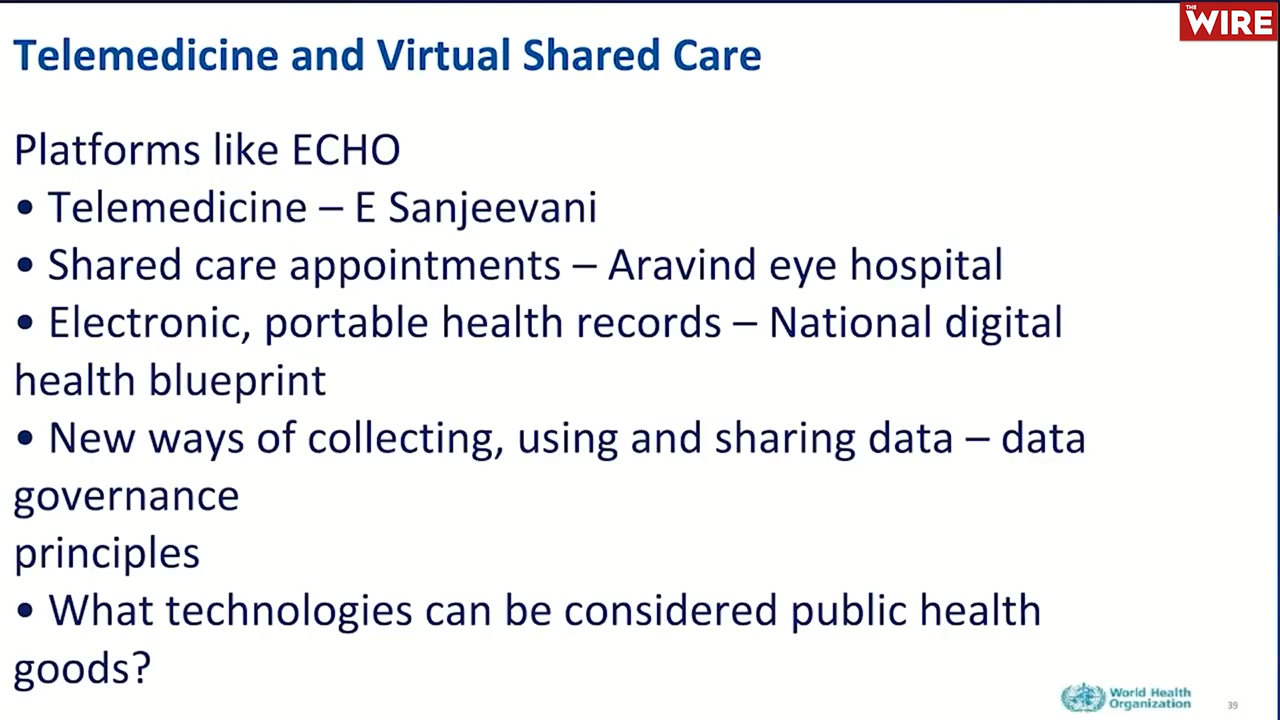 THE
WIRE
Telemedicine and Virtual Shared Care
Platforms like ECHO
• Telemedicine – E Sanjeevani
• Shared care appointments – Aravind eye hospital
• Electronic, portable health records – National digital
health blueprint
• New ways of collecting, using and sharing data – data
governance
principles
• What technologies can be considered public health
goods?
World Health
Organization
39